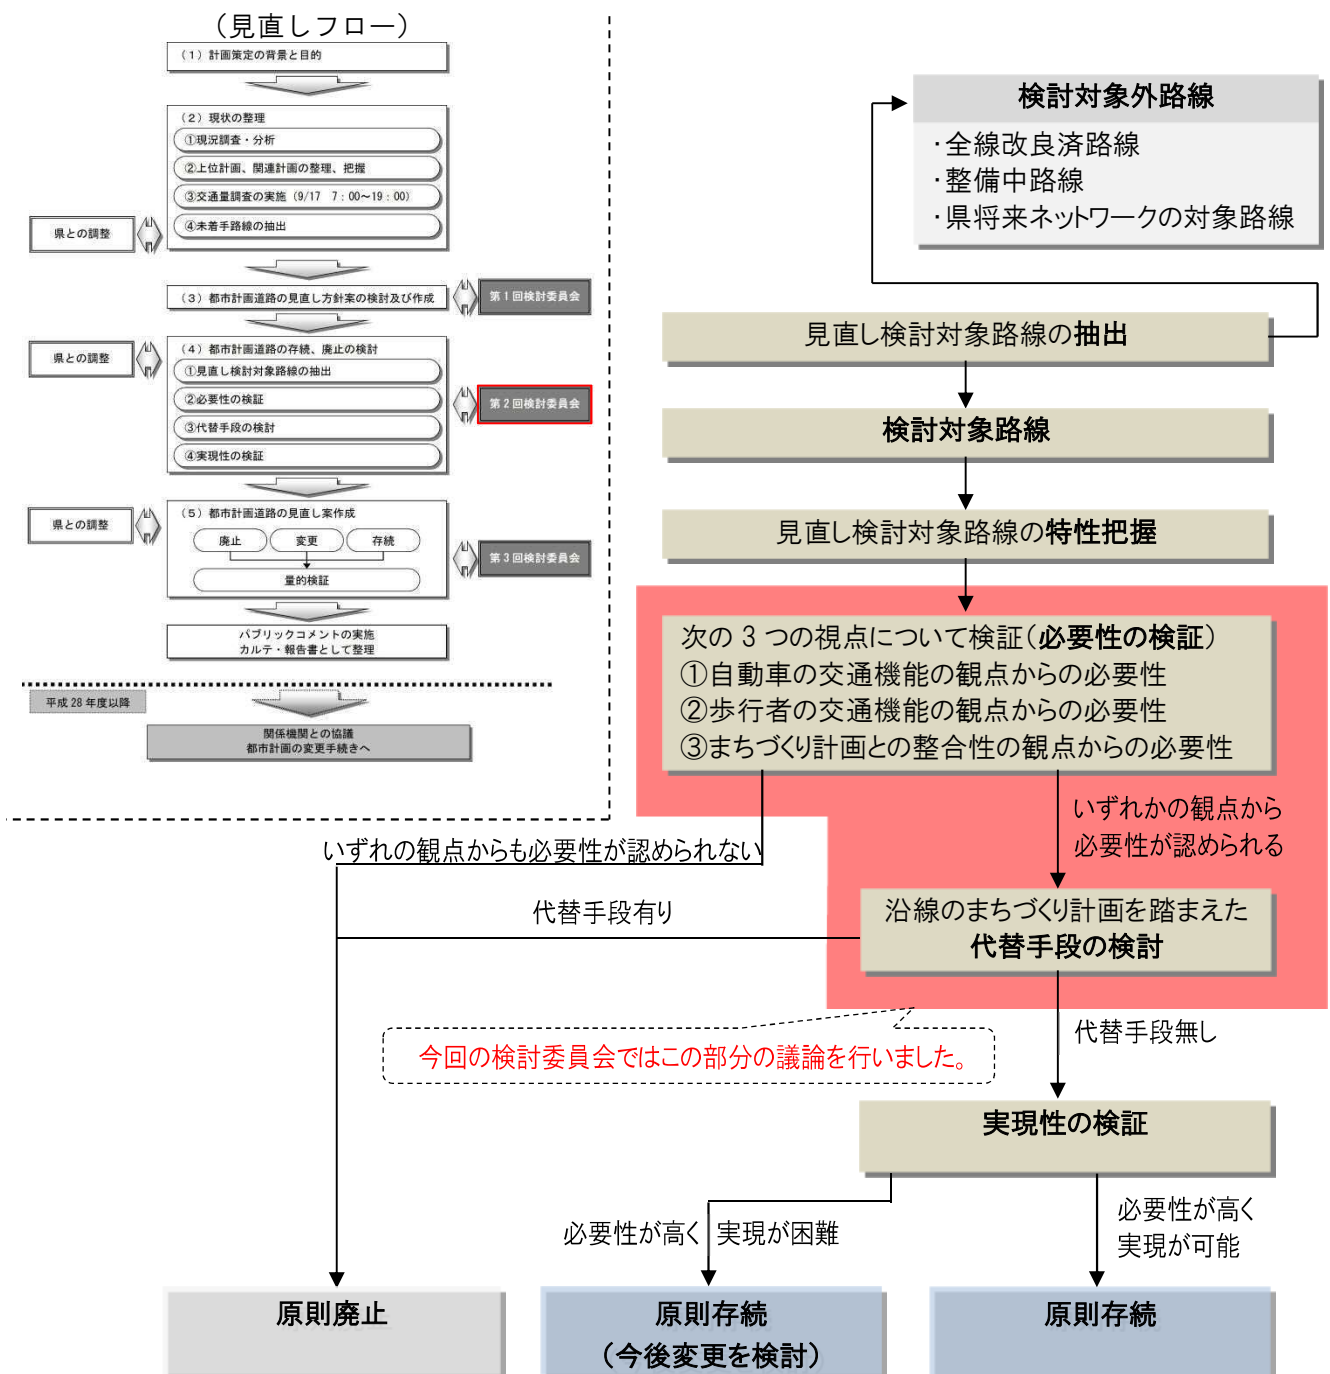 （見直しフロー）
（1）計画策定の背景と目的
（2）現状の整理
①現況調査・分析
②上位計画、関連計画の整理、把握
③交通量調査の実施（9/17　7：00～19：00）
④未着手路線の抽出
県との調整
（3）都市計画道路の見直し方針案の検討及び作成
第1回検討委員会
県との調整
（4）都市計画道路の存続、廃止の検討
①見直し検討対象路線の抽出
②必要性の検証
③代替手段の検討
④実現性の検証
第2回検討委員会
県との調整
（5）都市計画道路の見直し案作成
廃止
変更
存続
量的検証
第3回検討委員会
パブリックコメントの実施
カルテ・報告書として整理
平成28年度以降
関係機関との協議
都市計画の変更手続きへ
検討対象外路線
・全線改良済路線
・整備中路線
・県将来ネットワークの対象路線
見直し検討対象路線の抽出
検討対象路線
見直し検討対象路線の特性把握
次の3つの視点について検証（必要性の検証）
①自動車の交通機能の観点からの必要性
②歩行者の交通機能の観点からの必要性
③まちづくり計画との整合性の観点からの必要性
いずれかの観点から
必要性が認められる
いずれの観点からも必要性が認められない
代替手段有り
沿線のまちづくり計画を踏まえた
代替手段の検討
代替手段無し
今回の検討委員会ではこの部分の議論を行いました。
実現性の検証
必要性が高く 実現が困難
必要性が高く
実現が可能
原則廃止
原則存続
（今後変更を検討）
原則存続